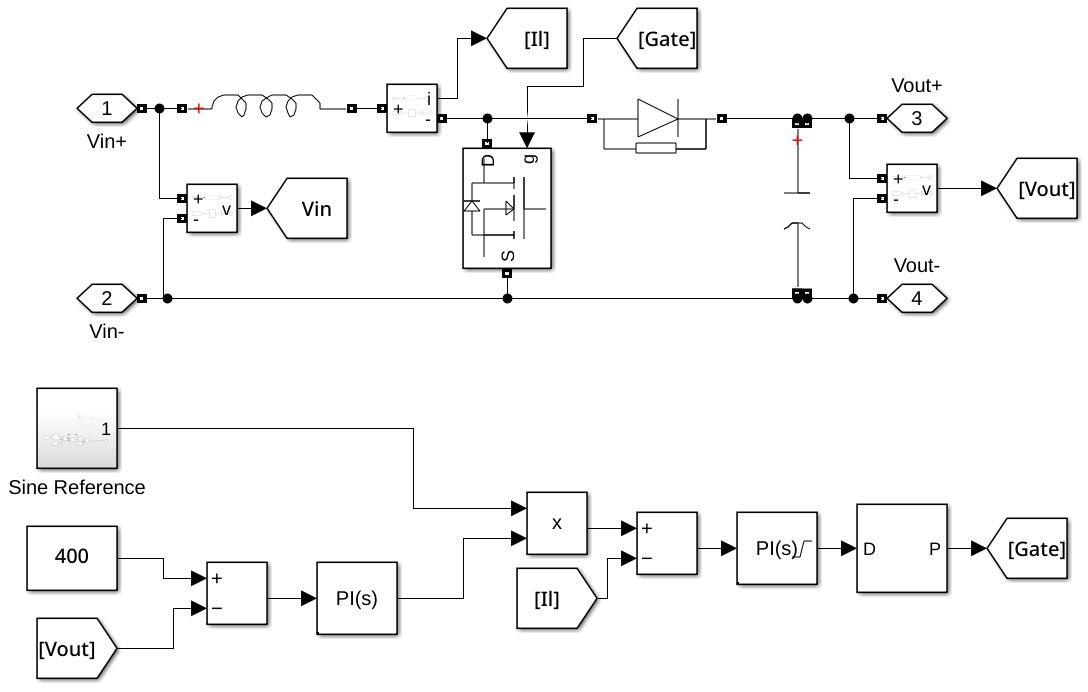 [Il]
[Gate]
1
Vin+
+
+
i
-
Vout+
3
D
g
+
+
-
v
Vin
+
-
v
[Vout]
S
2
Vin-
Vout-
4
1
Sine Reference
400
+
−
PI(s)
[Vout]
x
[Il]
+
−
PI(s)
D
P
[Gate]